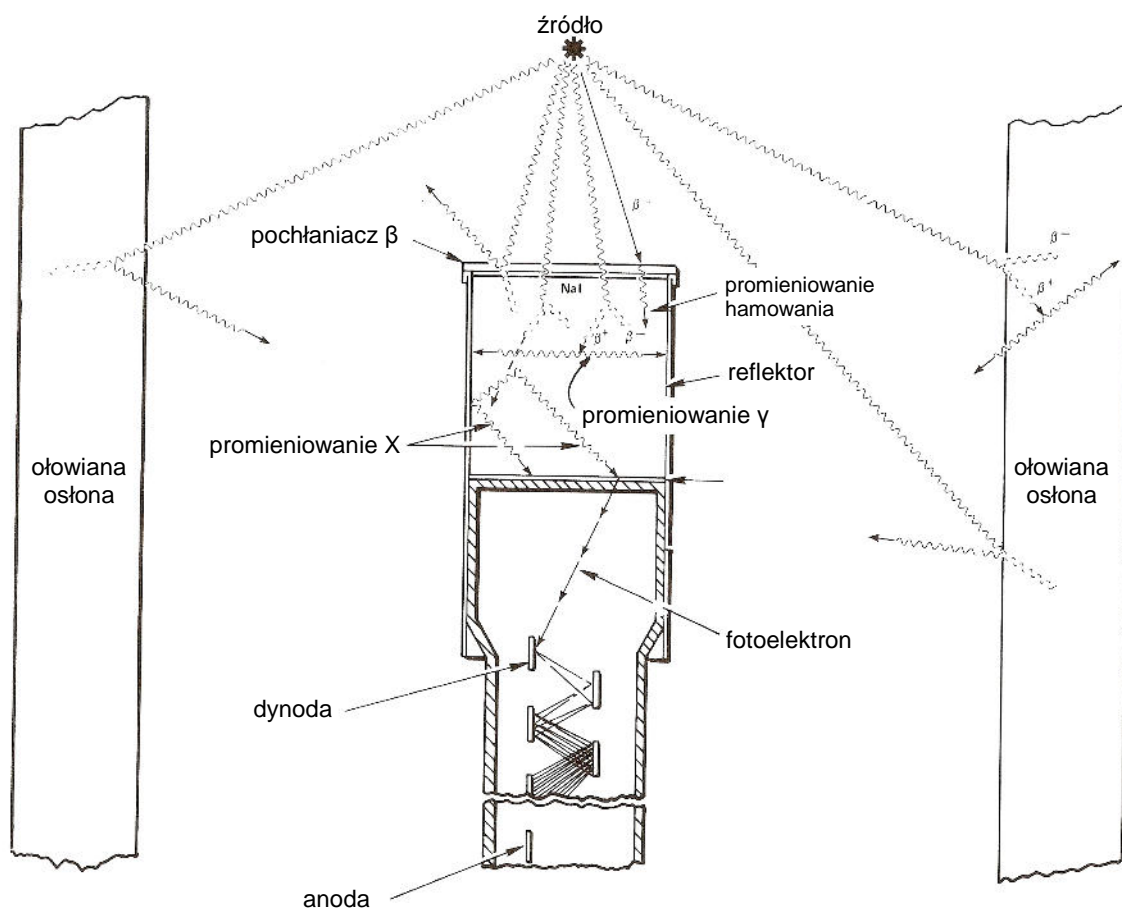 źródło
β⁻
pochłaniacz β
NaI
promieniowanie
hamowania
β⁻
β⁺
β⁺
β⁻
reflektor
promieniowanie γ
promieniowanie X
ołowiana
osłona
ołowiana
osłona
fotoelektron
dynoda
anoda